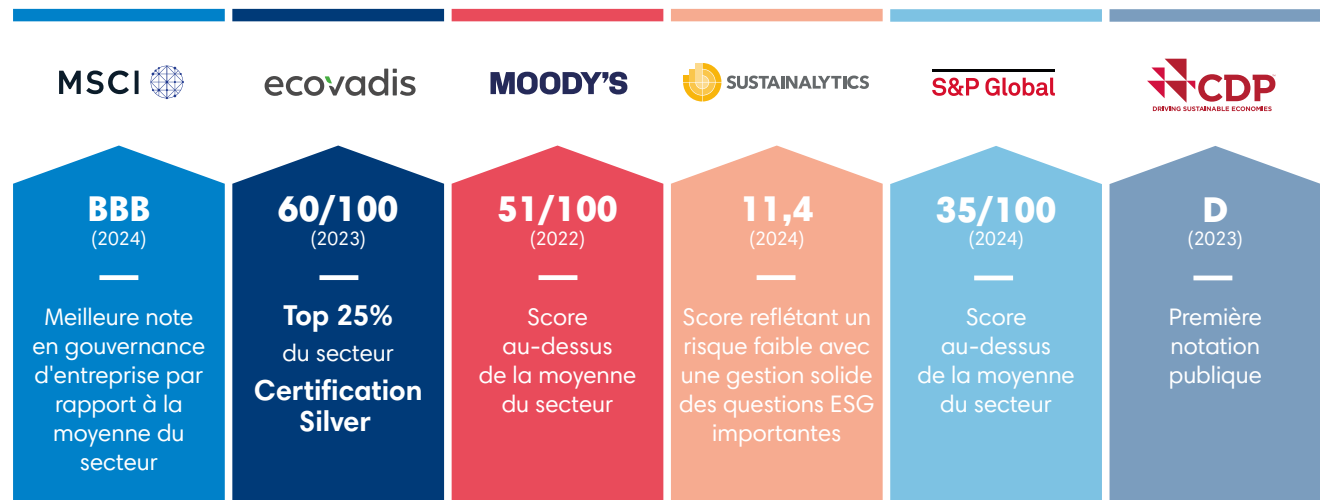 MSCI
ecovadis
MOODY'S
SUSTAINALYTICS
S&P Global
CDP
DRIVING SUSTAINABLE ECONOMIES
BBB
(2024)
Meilleure note
en gouvernance
d'entreprise par
rapport à la
moyenne du
secteur
60/100
(2023)
Top 25%
du secteur
Certification
Silver
51/100
(2022)
Score
au-dessus
de la moyenne
du secteur
11,4
(2024)
Score reflétant un
risque faible avec
une gestion solide
des questions ESG
importantes
35/100
(2024)
Score
au-dessus
de la moyenne
du secteur
D
(2023)
Première
notation
publique